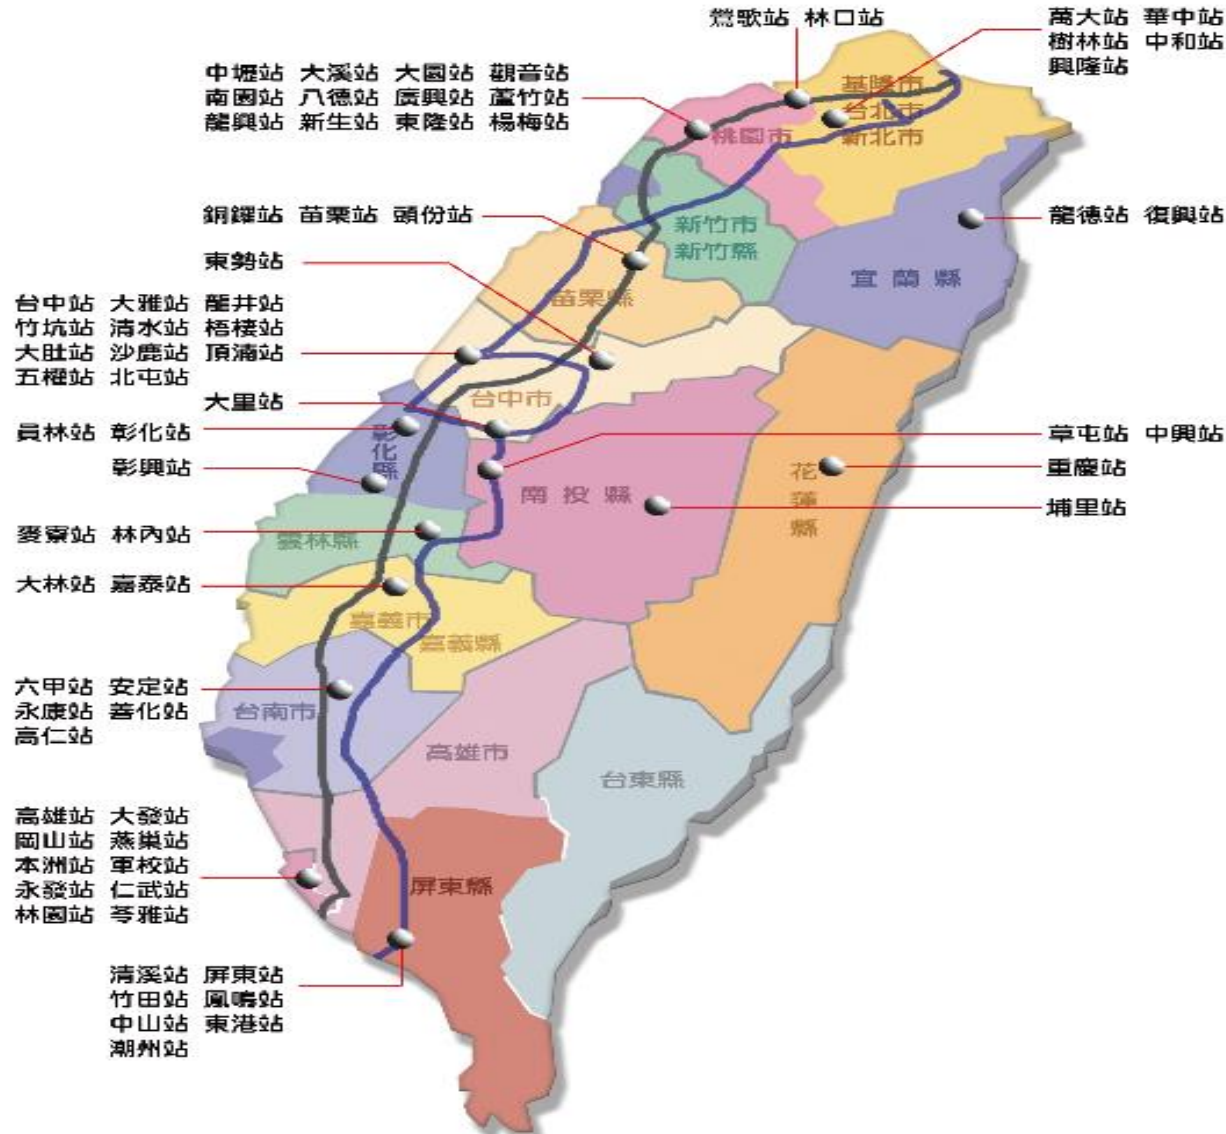 鶯歌站 林口站
萬大站 華中站
樹林站 中和站
興隆站
中壢站 大溪站 大園站 觀音站
南園站 八德站 廣興站 蘆竹站
龍興站 新生站 東隆站 楊梅站
基隆市
台北市
新北市
桃園市
銅鑼站 苗栗站 頭份站
新竹市
新竹縣
龍德站 復興站
東勢站
宜蘭縣
苗栗縣
台中站 大雅站 龍井站
竹坑站 清水站 梧棲站
大肚站 沙鹿站 頂湳站
五權站 北屯站
大里站
台中市
員林站 彰化站
彰化縣
草屯站 中興站
彰興站
重慶站
花蓮縣
南投縣
埔里站
麥寮站 林內站
雲林縣
大林站 嘉泰站
嘉義市
嘉義縣
六甲站 安定站
永康站 善化站
高仁站
台南市
高雄市
台東縣
高雄站 大發站
岡山站 燕巢站
本洲站 軍校站
永發站 仁武站
林園站 苓雅站
屏東縣
清溪站 屏東站
竹田站 鳳鳴站
中山站 東港站
潮州站